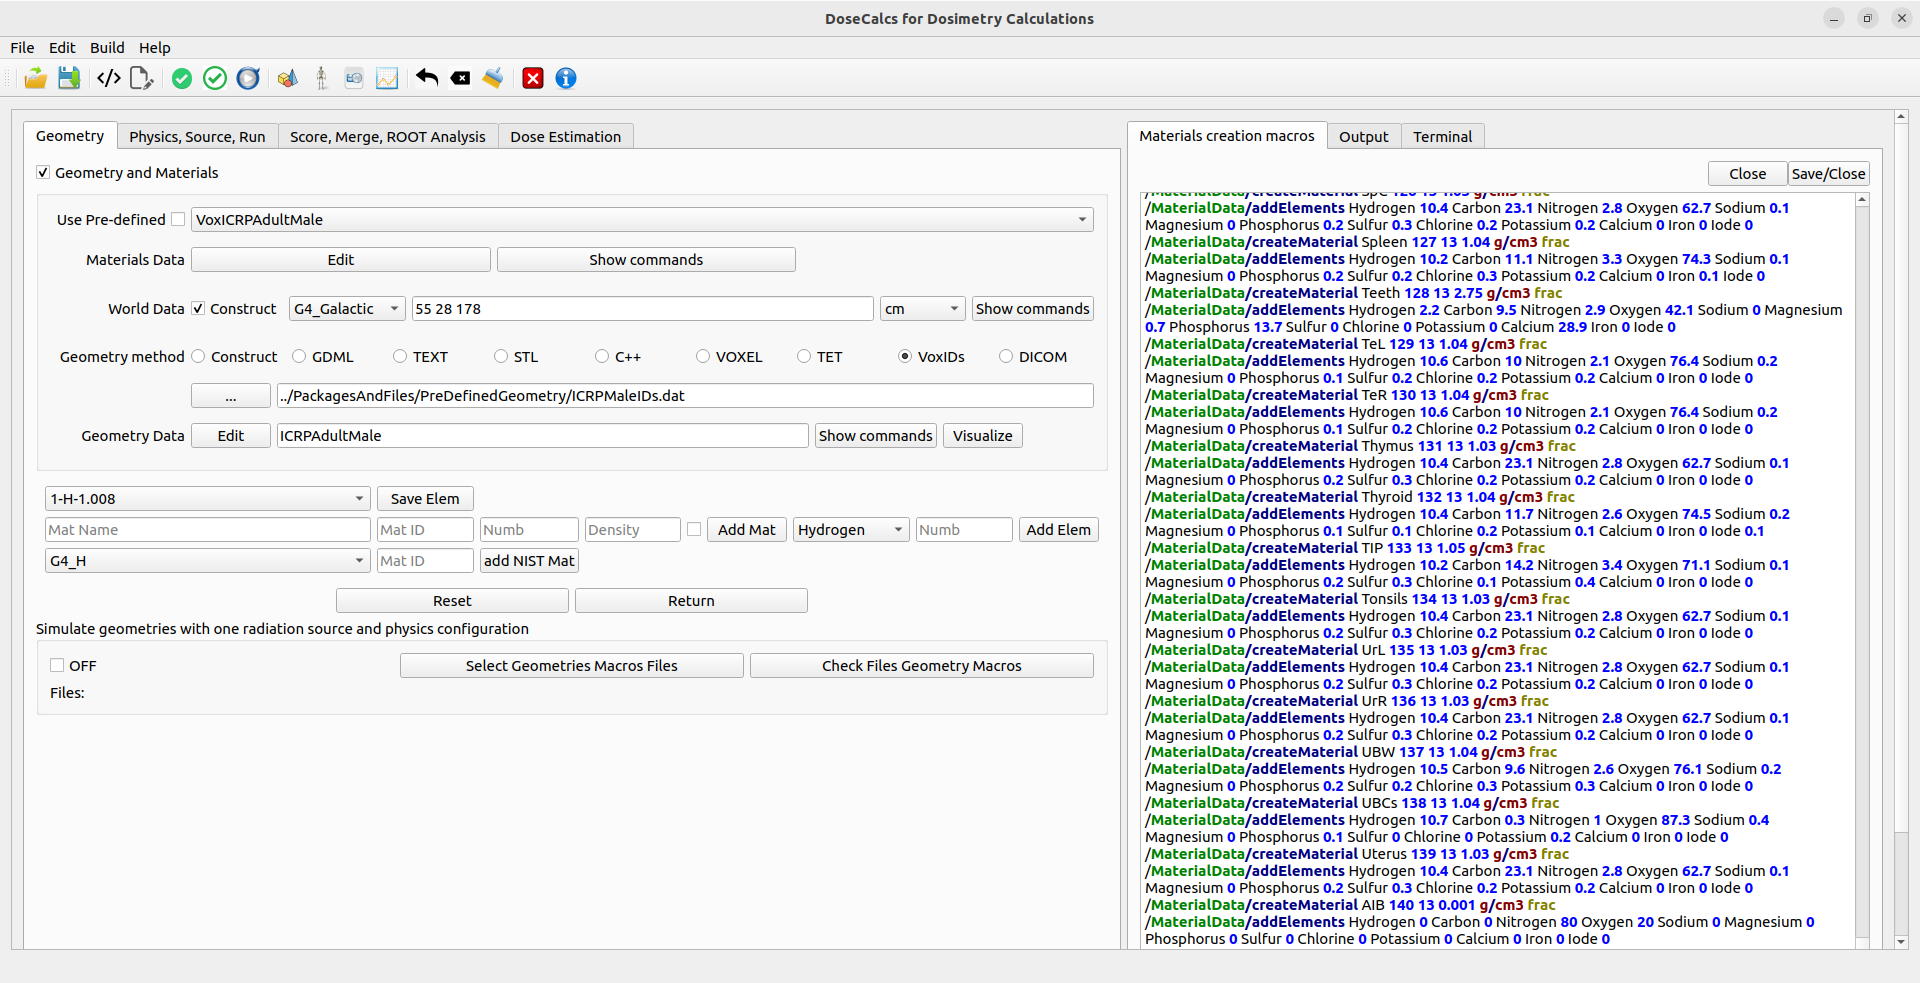 DoseCalcs for Dosimetry Calculations
File Edit Build Help
Geometry
Physics, Source, Run
Score, Merge, ROOT Analysis
Dose Estimation
Geometry and Materials
Use Pre-defined VoxICRPAdultMale
Materials Data Edit Show commands
World Data Construct G4_Galactic 55 28 178 cm Show commands
Geometry method Construct GDML TEXT STL C++ VOXEL TET VoxIDs DICOM
... ../PackagesAndFiles/PreDefinedGeometry/ICRPMaleIDs.dat
Geometry Data Edit ICRPAdultMale Show commands Visualize
1-H-1.008 Save Elem
Mat Name Mat ID Numb Density Add Mat Hydrogen Numb Add Elem
G4_H Mat ID add NIST Mat
Reset Return
Simulate geometries with one radiation source and physics configuration
OFF Select Geometries Macros Files Check Files Geometry Macros
Files:
Materials creation macros
Output
Terminal
Close Save/Close
/MaterialData/createMaterial SpC 126 13 1.03 g/cm3 frac
/MaterialData/addElements Hydrogen 10.4 Carbon 23.1 Nitrogen 2.8 Oxygen 62.7 Sodium 0.1
Magnesium 0 Phosphorus 0.2 Sulfur 0.3 Chlorine 0.2 Potassium 0.2 Calcium 0 Iron 0 Iode 0
/MaterialData/createMaterial Spleen 127 13 1.04 g/cm3 frac
/MaterialData/addElements Hydrogen 10.2 Carbon 11.1 Nitrogen 3.3 Oxygen 74.3 Sodium 0.1
Magnesium 0 Phosphorus 0.2 Sulfur 0.2 Chlorine 0.3 Potassium 0.2 Calcium 0 Iron 0.1 Iode 0
/MaterialData/createMaterial Teeth 128 13 2.75 g/cm3 frac
/MaterialData/addElements Hydrogen 2.2 Carbon 9.5 Nitrogen 2.9 Oxygen 42.1 Sodium 0 Magnesium
0.7 Phosphorus 13.7 Sulfur 0 Chlorine 0 Potassium 0 Calcium 28.9 Iron 0 Iode 0
/MaterialData/createMaterial TeL 129 13 1.04 g/cm3 frac
/MaterialData/addElements Hydrogen 10.6 Carbon 10 Nitrogen 2.1 Oxygen 76.4 Sodium 0.2
Magnesium 0 Phosphorus 0.1 Sulfur 0.2 Chlorine 0.2 Potassium 0.2 Calcium 0 Iron 0 Iode 0
/MaterialData/createMaterial TeR 130 13 1.04 g/cm3 frac
/MaterialData/addElements Hydrogen 10.6 Carbon 10 Nitrogen 2.1 Oxygen 76.4 Sodium 0.2
Magnesium 0 Phosphorus 0.1 Sulfur 0.2 Chlorine 0.2 Potassium 0.2 Calcium 0 Iron 0 Iode 0
/MaterialData/createMaterial Thymus 131 13 1.03 g/cm3 frac
/MaterialData/addElements Hydrogen 10.4 Carbon 23.1 Nitrogen 2.8 Oxygen 62.7 Sodium 0.1
Magnesium 0 Phosphorus 0.2 Sulfur 0.3 Chlorine 0.2 Potassium 0.2 Calcium 0 Iron 0 Iode 0
/MaterialData/createMaterial Thyroid 132 13 1.04 g/cm3 frac
/MaterialData/addElements Hydrogen 10.4 Carbon 11.7 Nitrogen 2.6 Oxygen 74.5 Sodium 0.2
Magnesium 0 Phosphorus 0.1 Sulfur 0.1 Chlorine 0.2 Potassium 0.1 Calcium 0 Iron 0 Iode 0.1
/MaterialData/createMaterial TIP 133 13 1.05 g/cm3 frac
/MaterialData/addElements Hydrogen 10.2 Carbon 14.2 Nitrogen 3.4 Oxygen 71.1 Sodium 0.1
Magnesium 0 Phosphorus 0.2 Sulfur 0.3 Chlorine 0.1 Potassium 0.4 Calcium 0 Iron 0 Iode 0
/MaterialData/createMaterial Tonsils 134 13 1.03 g/cm3 frac
/MaterialData/addElements Hydrogen 10.4 Carbon 23.1 Nitrogen 2.8 Oxygen 62.7 Sodium 0.1
Magnesium 0 Phosphorus 0.2 Sulfur 0.3 Chlorine 0.2 Potassium 0.2 Calcium 0 Iron 0 Iode 0
/MaterialData/createMaterial UrL 135 13 1.03 g/cm3 frac
/MaterialData/addElements Hydrogen 10.4 Carbon 23.1 Nitrogen 2.8 Oxygen 62.7 Sodium 0.1
Magnesium 0 Phosphorus 0.2 Sulfur 0.3 Chlorine 0.2 Potassium 0.2 Calcium 0 Iron 0 Iode 0
/MaterialData/createMaterial UrR 136 13 1.03 g/cm3 frac
/MaterialData/addElements Hydrogen 10.4 Carbon 23.1 Nitrogen 2.8 Oxygen 62.7 Sodium 0.1
Magnesium 0 Phosphorus 0.2 Sulfur 0.3 Chlorine 0.2 Potassium 0.2 Calcium 0 Iron 0 Iode 0
/MaterialData/createMaterial UBW 137 13 1.04 g/cm3 frac
/MaterialData/addElements Hydrogen 10.5 Carbon 9.6 Nitrogen 2.6 Oxygen 76.1 Sodium 0.2
Magnesium 0 Phosphorus 0.2 Sulfur 0.2 Chlorine 0.3 Potassium 0.3 Calcium 0 Iron 0 Iode 0
/MaterialData/createMaterial UBCs 138 13 1.04 g/cm3 frac
/MaterialData/addElements Hydrogen 10.7 Carbon 0.3 Nitrogen 1 Oxygen 87.3 Sodium 0.4
Magnesium 0 Phosphorus 0.1 Sulfur 0 Chlorine 0 Potassium 0.2 Calcium 0 Iron 0 Iode 0
/MaterialData/createMaterial Uterus 139 13 1.03 g/cm3 frac
/MaterialData/addElements Hydrogen 10.4 Carbon 23.1 Nitrogen 2.8 Oxygen 62.7 Sodium 0.1
Magnesium 0 Phosphorus 0.2 Sulfur 0.3 Chlorine 0.2 Potassium 0.2 Calcium 0 Iron 0 Iode 0
/MaterialData/createMaterial AIB 140 13 0.001 g/cm3 frac
/MaterialData/addElements Hydrogen 0 Carbon 0 Nitrogen 80 Oxygen 20 Sodium 0 Magnesium 0
Phosphorus 0 Sulfur 0 Chlorine 0 Potassium 0 Calcium 0 Iron 0 Iode 0